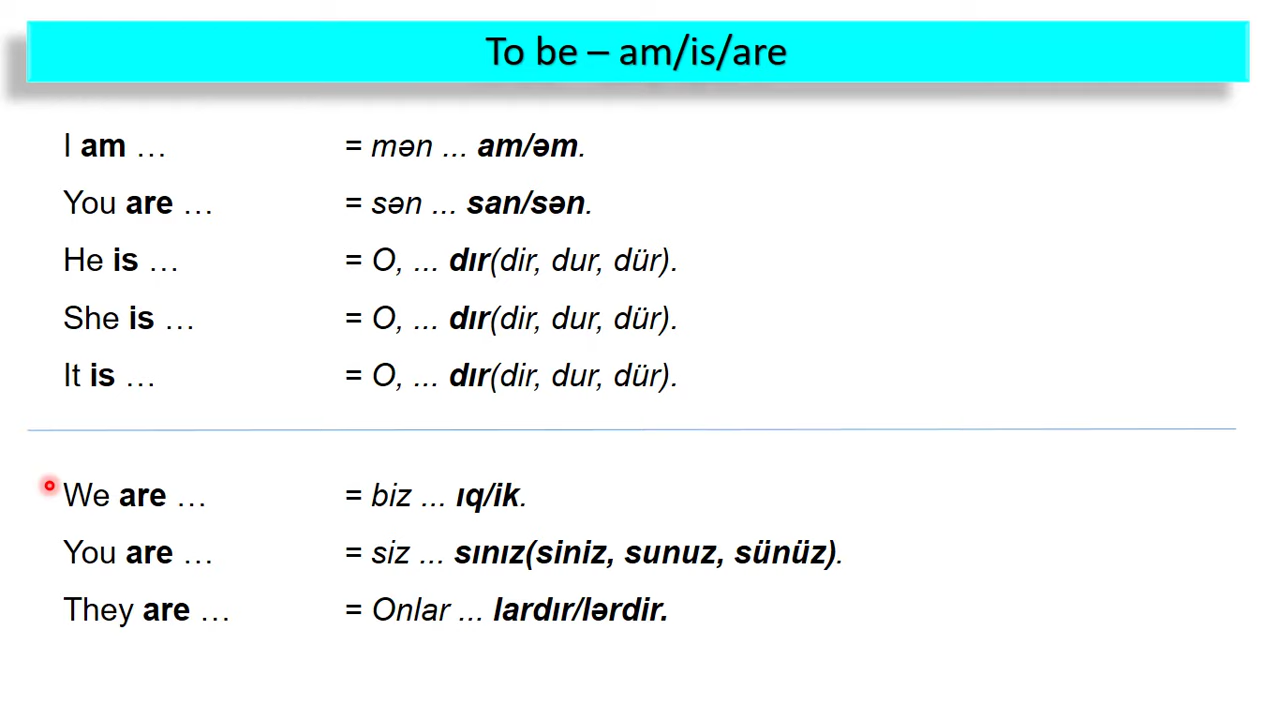 To be – am/is/are
I am … = mən ... am/əm.
You are … = sən ... san/sən.
He is … = O, ... dır(dir, dur, dür).
She is … = O, ... dır(dir, dur, dür).
It is … = O, ... dır(dir, dur, dür).
We are … = biz ... ıq/ik.
You are … = siz ... sınız(siniz, sunuz, sünüz).
They are … = Onlar ... lardır/lərdir.